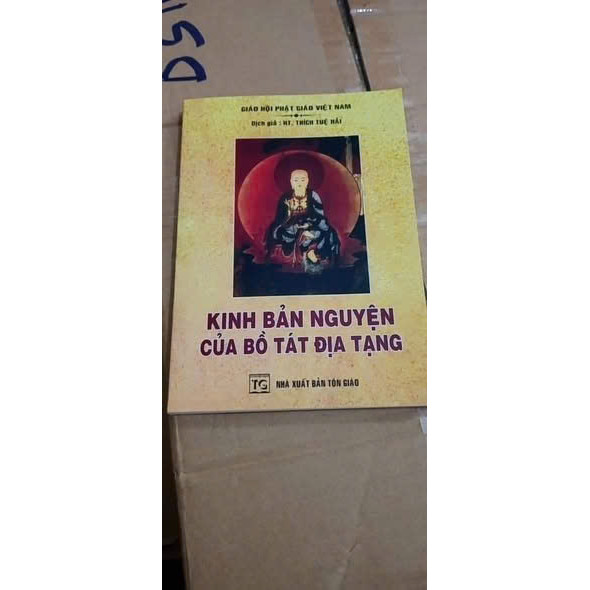 GIÁO HỘI PHẬT GIÁO VIỆT NAM
Dịch giả : HT. THÍCH TUỆ HẢI
KINH BẢN NGUYỆN
CỦA BỒ TÁT ĐỊA TẠNG
TG NHÀ XUẤT BẢN TÔN GIÁO